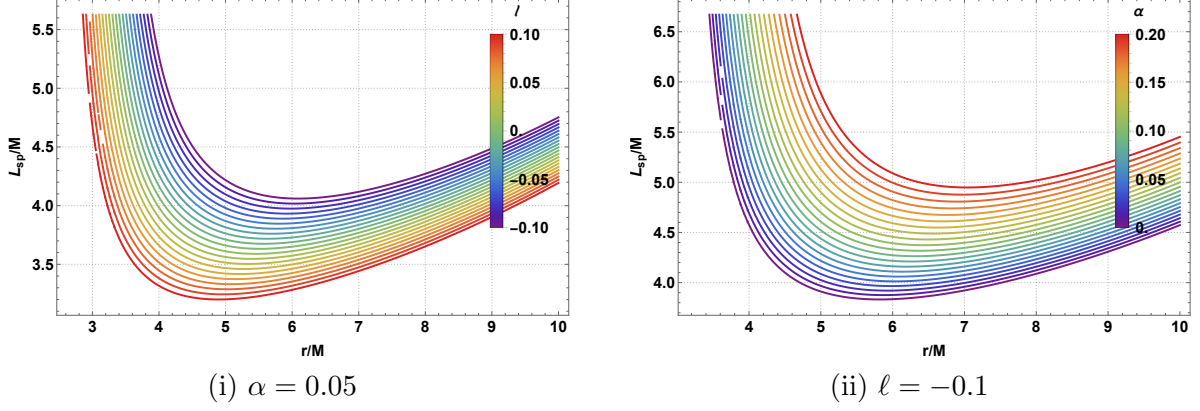 l
0.10
0.05
0.
-0.05
-0.10
5.5
5.0
4.5
4.0
3.5
L_sp/M
3 4 5 6 7 8 9 10
r/M
(i) α = 0.05
α
0.20
0.15
0.10
0.05
0.
6.5
6.0
5.5
5.0
4.5
4.0
L_sp/M
4 5 6 7 8 9 10
r/M
(ii) ℓ = −0.1